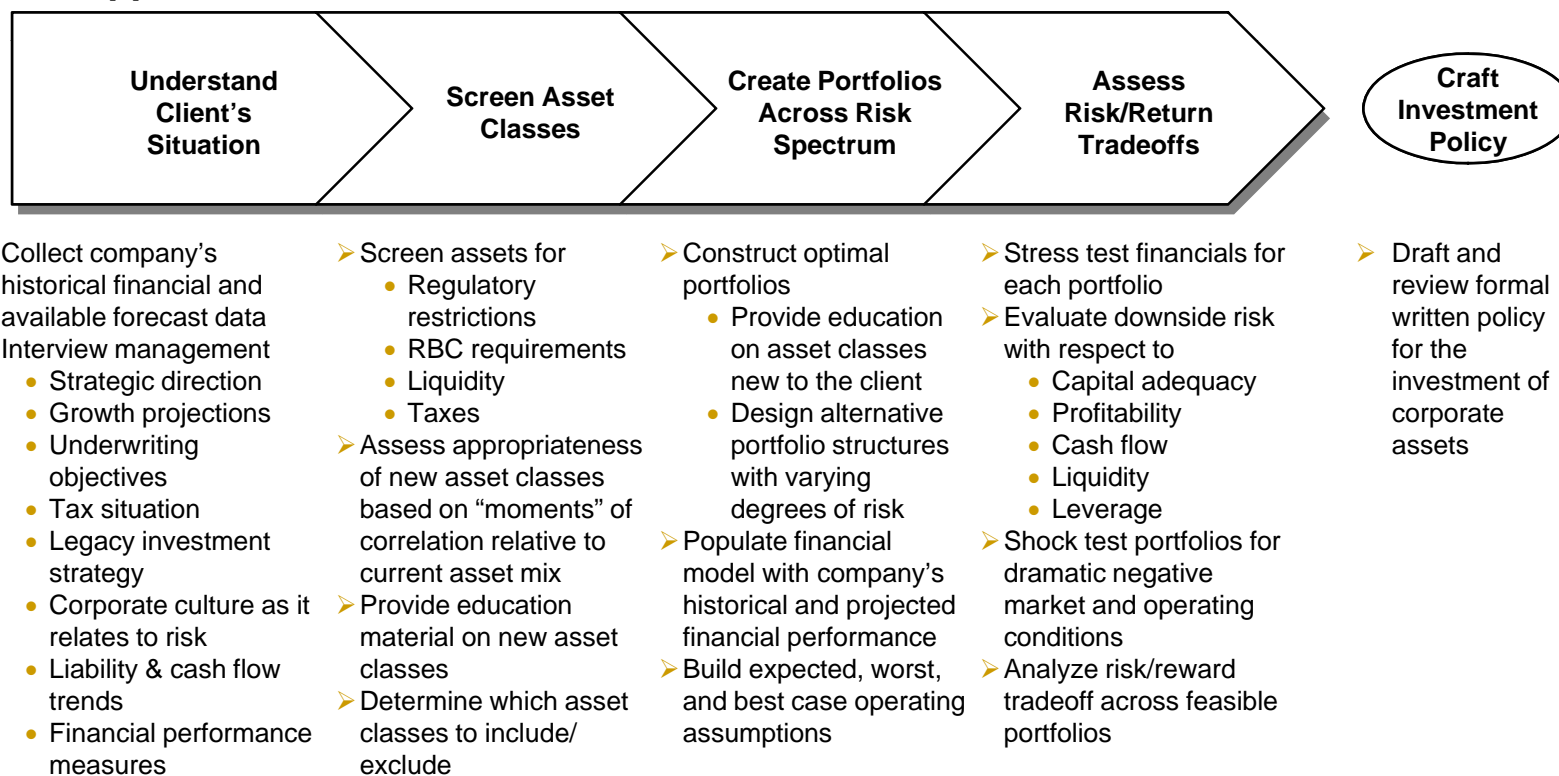 Understand
Client’s
Situation
Screen Asset
Classes
Create Portfolios
Across Risk
Spectrum
Assess
Risk/Return
Tradeoffs
Craft
Investment
Policy
Collect company’s
historical financial and
available forecast data
Interview management
• Strategic direction
• Growth projections
• Underwriting
objectives
• Tax situation
• Legacy investment
strategy
• Corporate culture as it
relates to risk
• Liability & cash flow
trends
• Financial performance
measures
➢ Screen assets for
• Regulatory
restrictions
• RBC requirements
• Liquidity
• Taxes
➢ Assess appropriateness
of new asset classes
based on “moments” of
correlation relative to
current asset mix
➢ Provide education
material on new asset
classes
➢ Determine which asset
classes to include/
exclude
➢ Construct optimal
portfolios
• Provide education
on asset classes
new to the client
• Design alternative
portfolio structures
with varying
degrees of risk
➢ Populate financial
model with company’s
historical and projected
financial performance
➢ Build expected, worst,
and best case operating
assumptions
➢ Stress test financials for
each portfolio
➢ Evaluate downside risk
with respect to
• Capital adequacy
• Profitability
• Cash flow
• Liquidity
• Leverage
➢ Shock test portfolios for
dramatic negative
market and operating
conditions
➢ Analyze risk/reward
tradeoff across feasible
portfolios
➢ Draft and
review formal
written policy
for the
investment of
corporate
assets